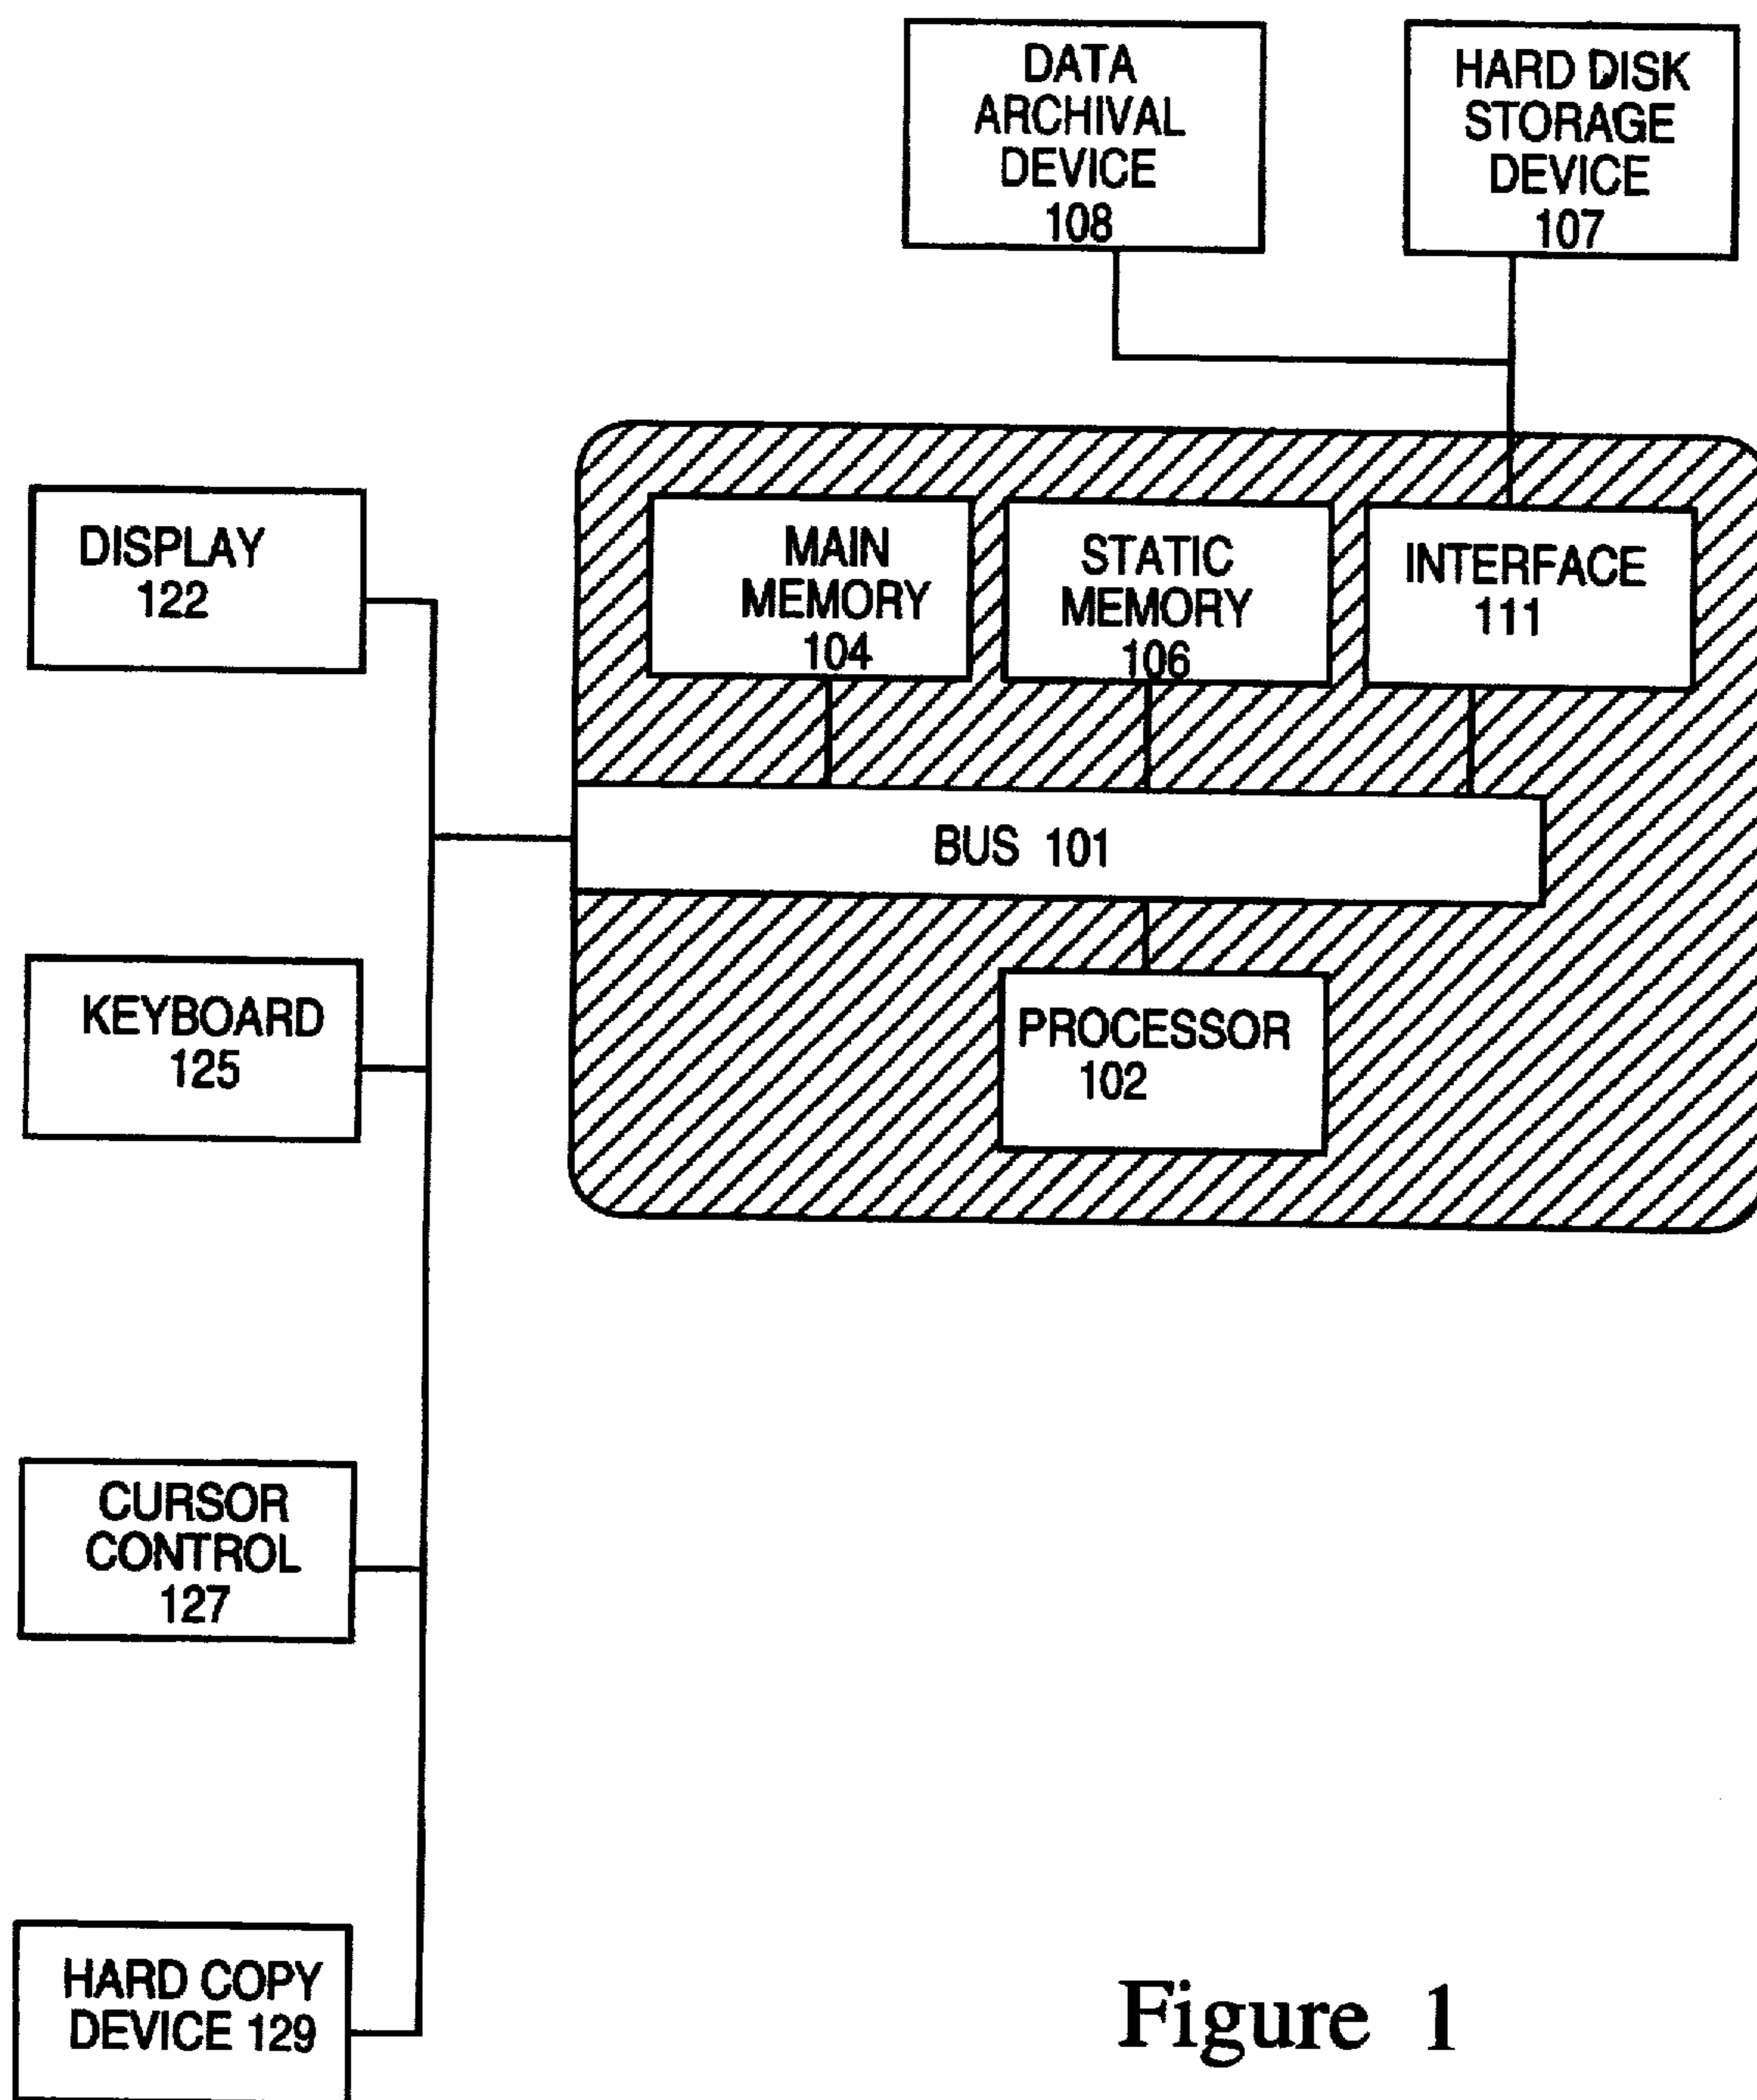 DATA
ARCHIVAL
DEVICE
108
HARD DISK
STORAGE
DEVICE
107
DISPLAY
122
MAIN
MEMORY
104
STATIC
MEMORY
106
INTERFACE
111
BUS 101
KEYBOARD
125
PROCESSOR
102
CURSOR
CONTROL
127
HARD COPY
DEVICE 129
Figure 1